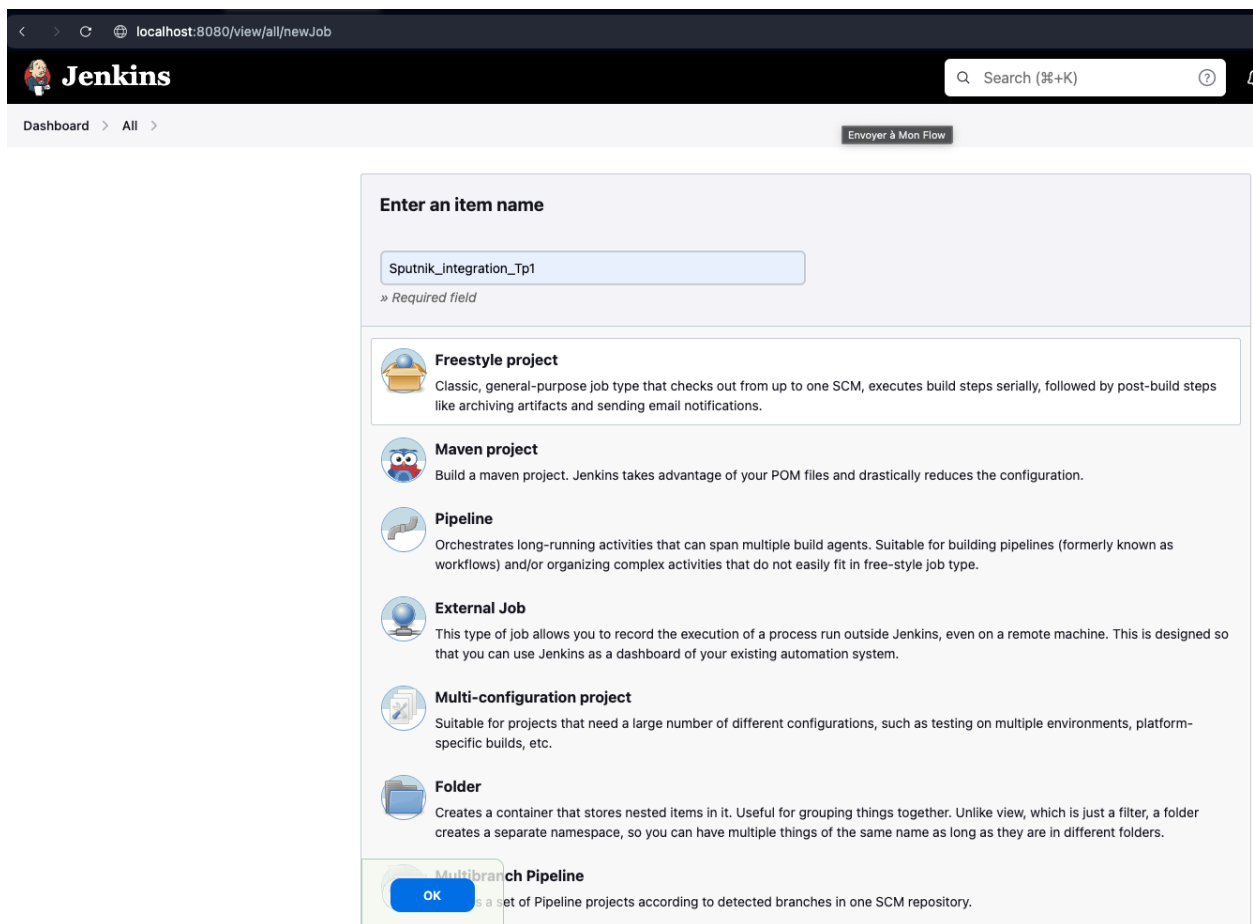 localhost:8080/view/all/newJob
Jenkins
Search (⌘+K)
Dashboard > All >
Envoyer à Mon Flow
Enter an item name
Sputnik_integration_Tp1
» Required field
Freestyle project
Classic, general-purpose job type that checks out from up to one SCM, executes build steps serially, followed by post-build steps
like archiving artifacts and sending email notifications.
Maven project
Build a maven project. Jenkins takes advantage of your POM files and drastically reduces the configuration.
Pipeline
Orchestrates long-running activities that can span multiple build agents. Suitable for building pipelines (formerly known as
workflows) and/or organizing complex activities that do not easily fit in free-style job type.
External Job
This type of job allows you to record the execution of a process run outside Jenkins, even on a remote machine. This is designed so
that you can use Jenkins as a dashboard of your existing automation system.
Multi-configuration project
Suitable for projects that need a large number of different configurations, such as testing on multiple environments, platform-
specific builds, etc.
Folder
Creates a container that stores nested items in it. Useful for grouping things together. Unlike view, which is just a filter, a folder
creates a separate namespace, so you can have multiple things of the same name as long as they are in different folders.
Multibranch Pipeline
OK
s a set of Pipeline projects according to detected branches in one SCM repository.